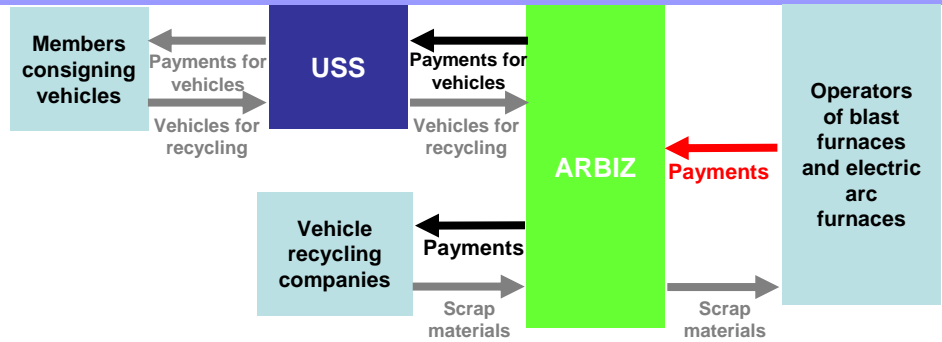 Members
consigning
vehicles
Payments for
vehicles
Vehicles for
recycling
USS
Payments for
vehicles
Vehicles for
recycling
ARBIZ
Payments
Operators
of blast
furnaces
and electric
arc
furnaces
Vehicle
recycling
companies
Payments
Scrap
materials
Scrap
materials